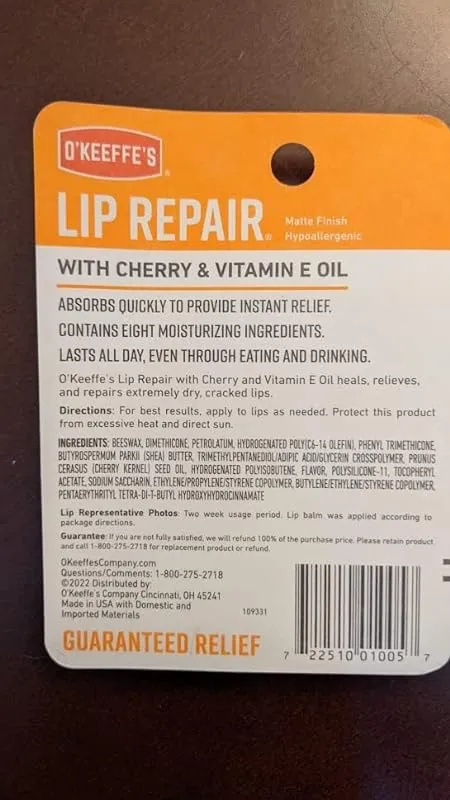 O'KEEFFE'S®
LIP REPAIR®
Matte Finish
Hypoallergenic
WITH CHERRY & VITAMIN E OIL
ABSORBS QUICKLY TO PROVIDE INSTANT RELIEF.
CONTAINS EIGHT MOISTURIZING INGREDIENTS.
LASTS ALL DAY, EVEN THROUGH EATING AND DRINKING.
O'Keeffe's Lip Repair with Cherry and Vitamin E Oil heals, relieves,
and repairs extremely dry, cracked lips.
Directions: For best results, apply to lips as needed. Protect this product
from excessive heat and direct sun.
INGREDIENTS: BEESWAX, DIMETHICONE, PETROLATUM, HYDROGENATED POLY(C6-14 OLEFIN), PHENYL TRIMETHICONE,
BUTYROSPERMUM PARKII (SHEA) BUTTER, TRIMETHYLPENTANEDIOL/ADIPIC ACID/GLYCERIN CROSSPOLYMER, PRUNUS
CERASUS (CHERRY KERNEL) SEED OIL, HYDROGENATED POLYISOBUTENE, FLAVOR, POLYSILICONE-11, TOCOPHERYL
ACETATE, SODIUM SACCHARIN, ETHYLENE/PROPYLENE/STYRENE COPOLYMER, BUTYLENE/ETHYLENE/STYRENE COPOLYMER,
PENTAERYTHRITYL TETRA-DI-T-BUTYL HYDROXYHYDROCINNAMATE
Lip Representative Photos: Two week usage period. Lip balm was applied according to
package directions.
Guarantee: If you are not fully satisfied, we will refund 100% of the purchase price. Please retain product
and call 1-800-275-2718 for replacement product or refund.
OKeeffesCompany.com
Questions/Comments: 1-800-275-2718
©2022 Distributed by:
O'Keeffe's Company Cincinnati, OH 45241
Made in USA with Domestic and
Imported Materials
109331
GUARANTEED RELIEF
7 22510 01005 7